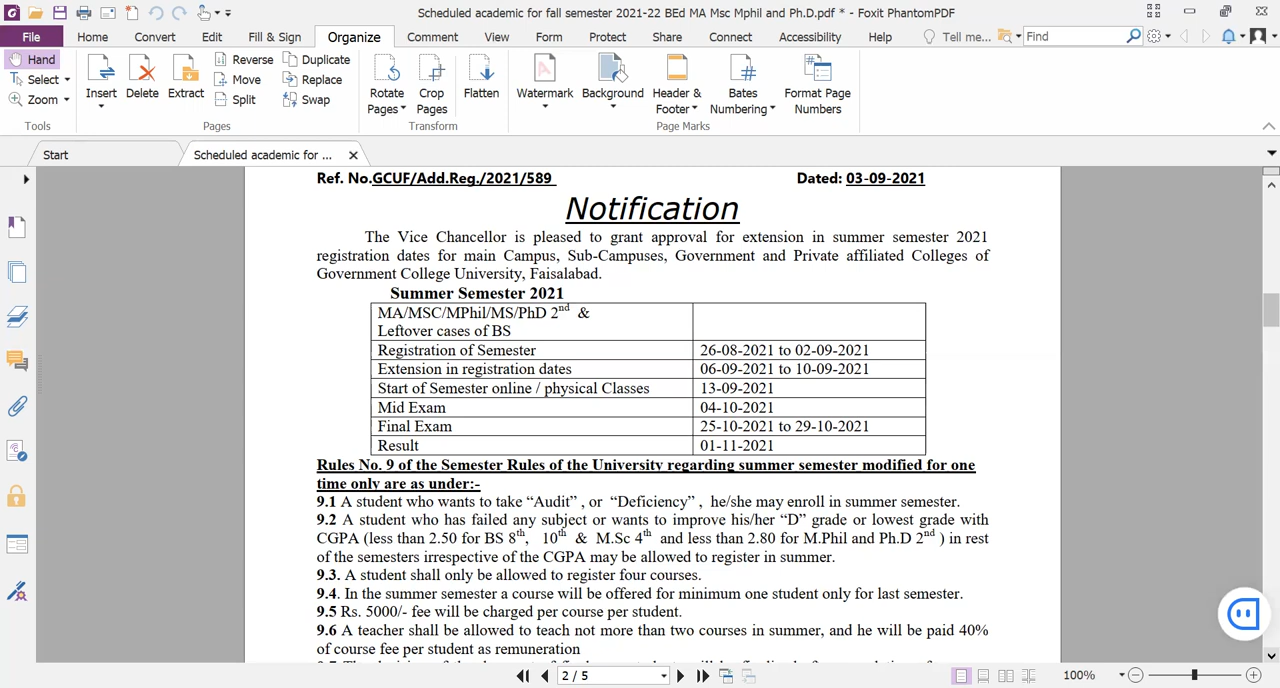 Scheduled academic for fall semester 2021-22 BEd MA Msc Mphil and Ph.D.pdf * - Foxit PhantomPDF
File Home Convert Edit Fill & Sign Organize Comment View Form Protect Share Connect Accessibility Help Tell me... Find
Hand
Select
Zoom
Tools
Insert Delete Extract
Reverse Duplicate
Move Replace
Split Swap
Pages
Rotate Pages
Crop Pages
Flatten
Transform
Watermark Background
Header & Footer
Bates Numbering
Format Page Numbers
Page Marks
Start Scheduled academic for ...
Ref. No.GCUF/Add.Reg./2021/589 Dated: 03-09-2021
Notification
The Vice Chancellor is pleased to grant approval for extension in summer semester 2021
registration dates for main Campus, Sub-Campuses, Government and Private affiliated Colleges of
Government College University, Faisalabad.
Summer Semester 2021
MA/MSC/MPhil/MS/PhD 2nd &
Leftover cases of BS
Registration of Semester 26-08-2021 to 02-09-2021
Extension in registration dates 06-09-2021 to 10-09-2021
Start of Semester online / physical Classes 13-09-2021
Mid Exam 04-10-2021
Final Exam 25-10-2021 to 29-10-2021
Result 01-11-2021
Rules No. 9 of the Semester Rules of the University regarding summer semester modified for one
time only are as under:-
9.1 A student who wants to take “Audit” , or “Deficiency” , he/she may enroll in summer semester.
9.2 A student who has failed any subject or wants to improve his/her “D” grade or lowest grade with
CGPA (less than 2.50 for BS 8th, 10th & M.Sc 4th and less than 2.80 for M.Phil and Ph.D 2nd ) in rest
of the semesters irrespective of the CGPA may be allowed to register in summer.
9.3. A student shall only be allowed to register four courses.
9.4. In the summer semester a course will be offered for minimum one student only for last semester.
9.5 Rs. 5000/- fee will be charged per course per student.
9.6 A teacher shall be allowed to teach not more than two courses in summer, and he will be paid 40%
of course fee per student as remuneration
2 / 5 100%